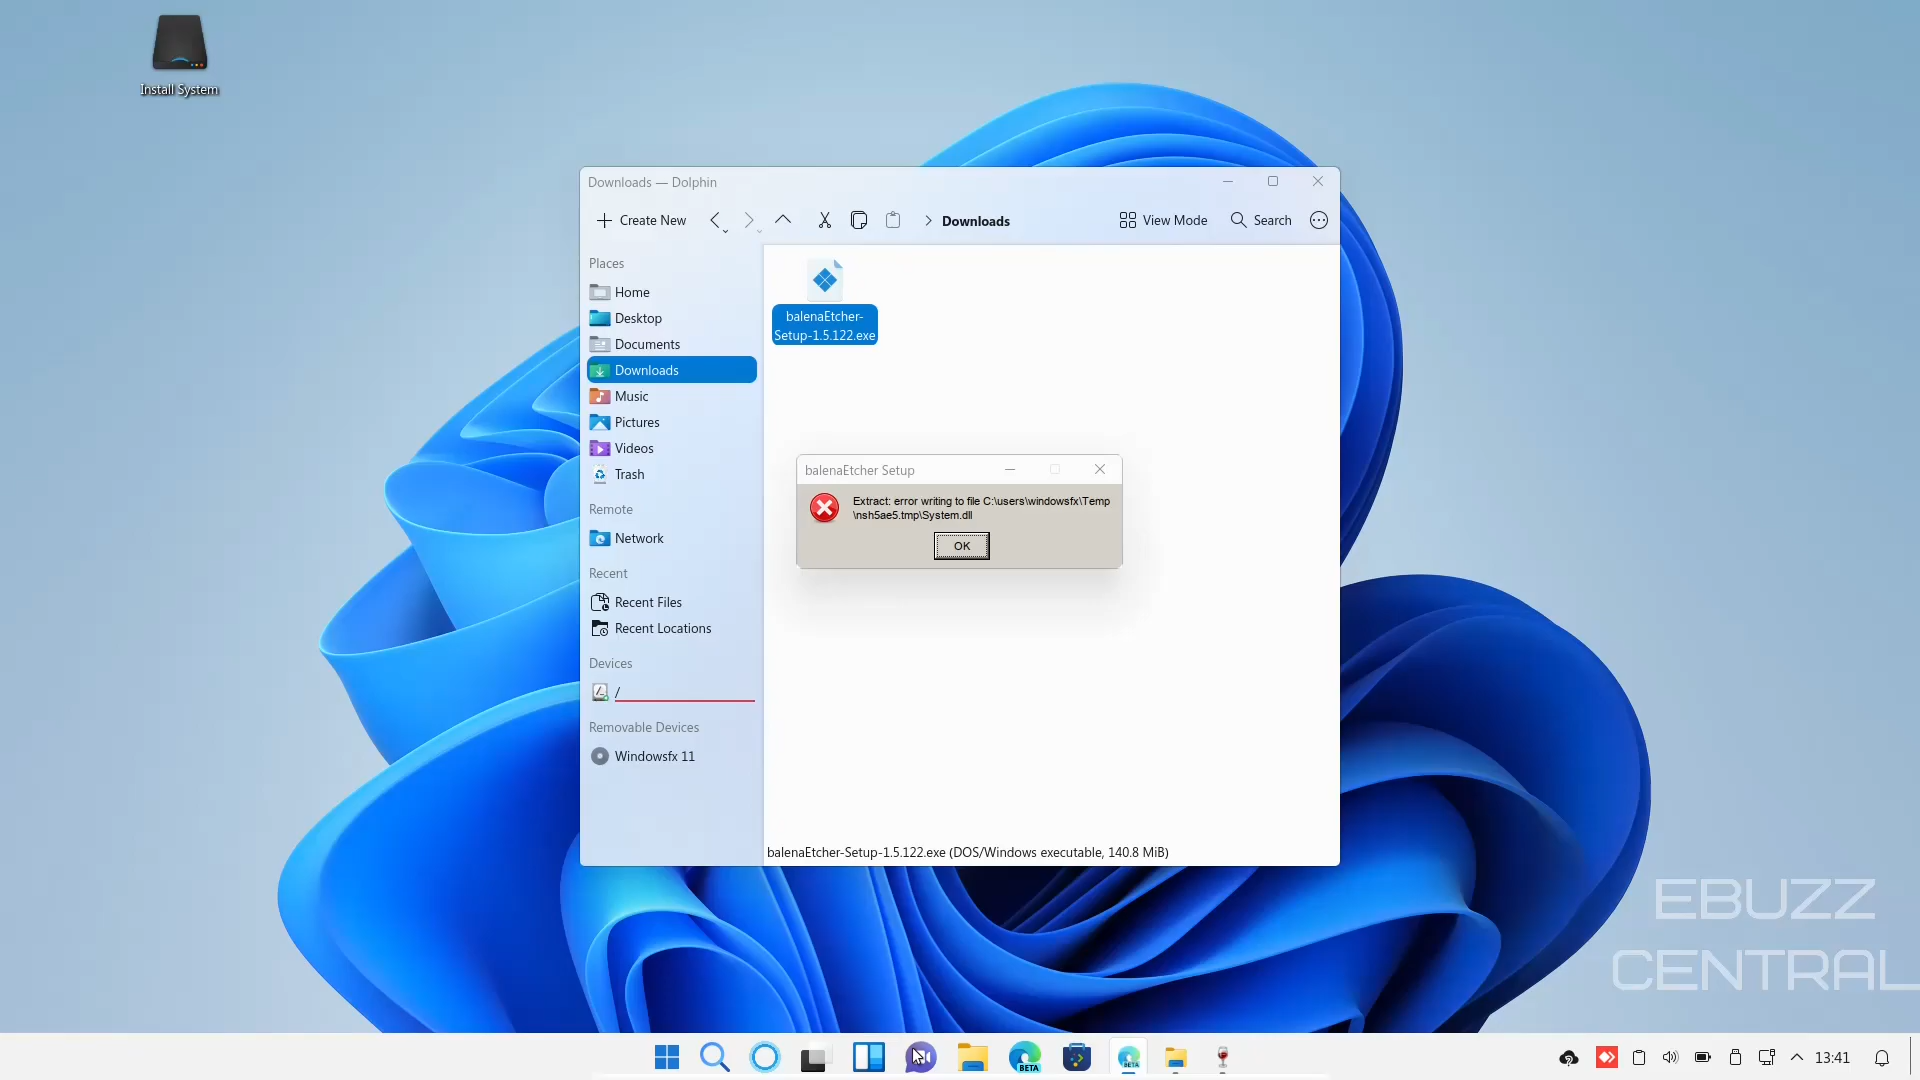 Install System
Downloads — Dolphin
Create New
Downloads
View Mode
Search
Places
Home
Desktop
Documents
Downloads
Music
Pictures
Videos
Trash
Remote
Network
Recent
Recent Files
Recent Locations
Devices
/
Removable Devices
Windowsfx 11
balenaEtcher-
Setup-1.5.122.exe
balenaEtcher Setup
Extract: error writing to file C:\users\windowsfx\Temp
\nsh5ae5.tmp\System.dll
OK
balenaEtcher-Setup-1.5.122.exe (DOS/Windows executable, 140.8 MiB)
EBUZZ
CENTRAL
BETA
BETA
13:41